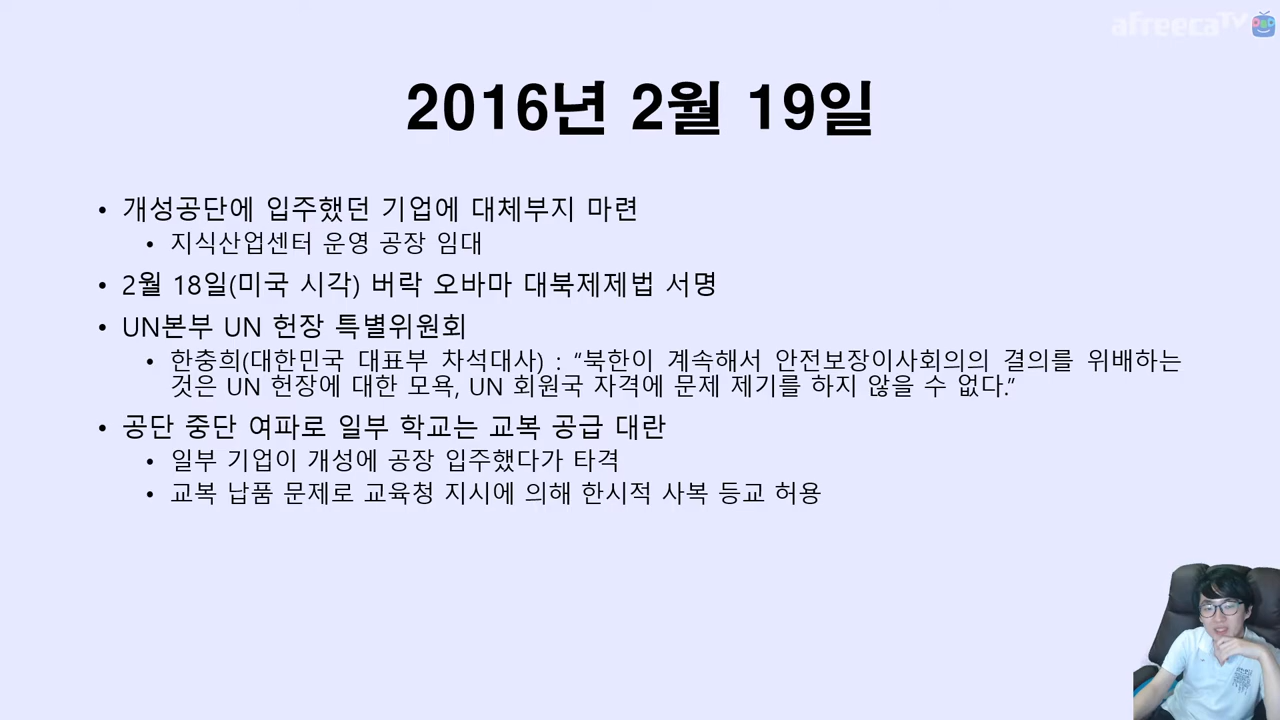 afreecaTV
2016년 2월 19일
• 개성공단에 입주했던 기업에 대체부지 마련
• 지식산업센터 운영 공장 임대
• 2월 18일(미국 시각) 버락 오바마 대북제제법 서명
• UN본부 UN 헌장 특별위원회
• 한충희(대한민국 대표부 차석대사) : “북한이 계속해서 안전보장이사회의의 결의를 위배하는
것은 UN 헌장에 대한 모욕, UN 회원국 자격에 문제 제기를 하지 않을 수 없다.”
• 공단 중단 여파로 일부 학교는 교복 공급 대란
• 일부 기업이 개성에 공장 입주했다가 타격
• 교복 납품 문제로 교육청 지시에 의해 한시적 사복 등교 허용